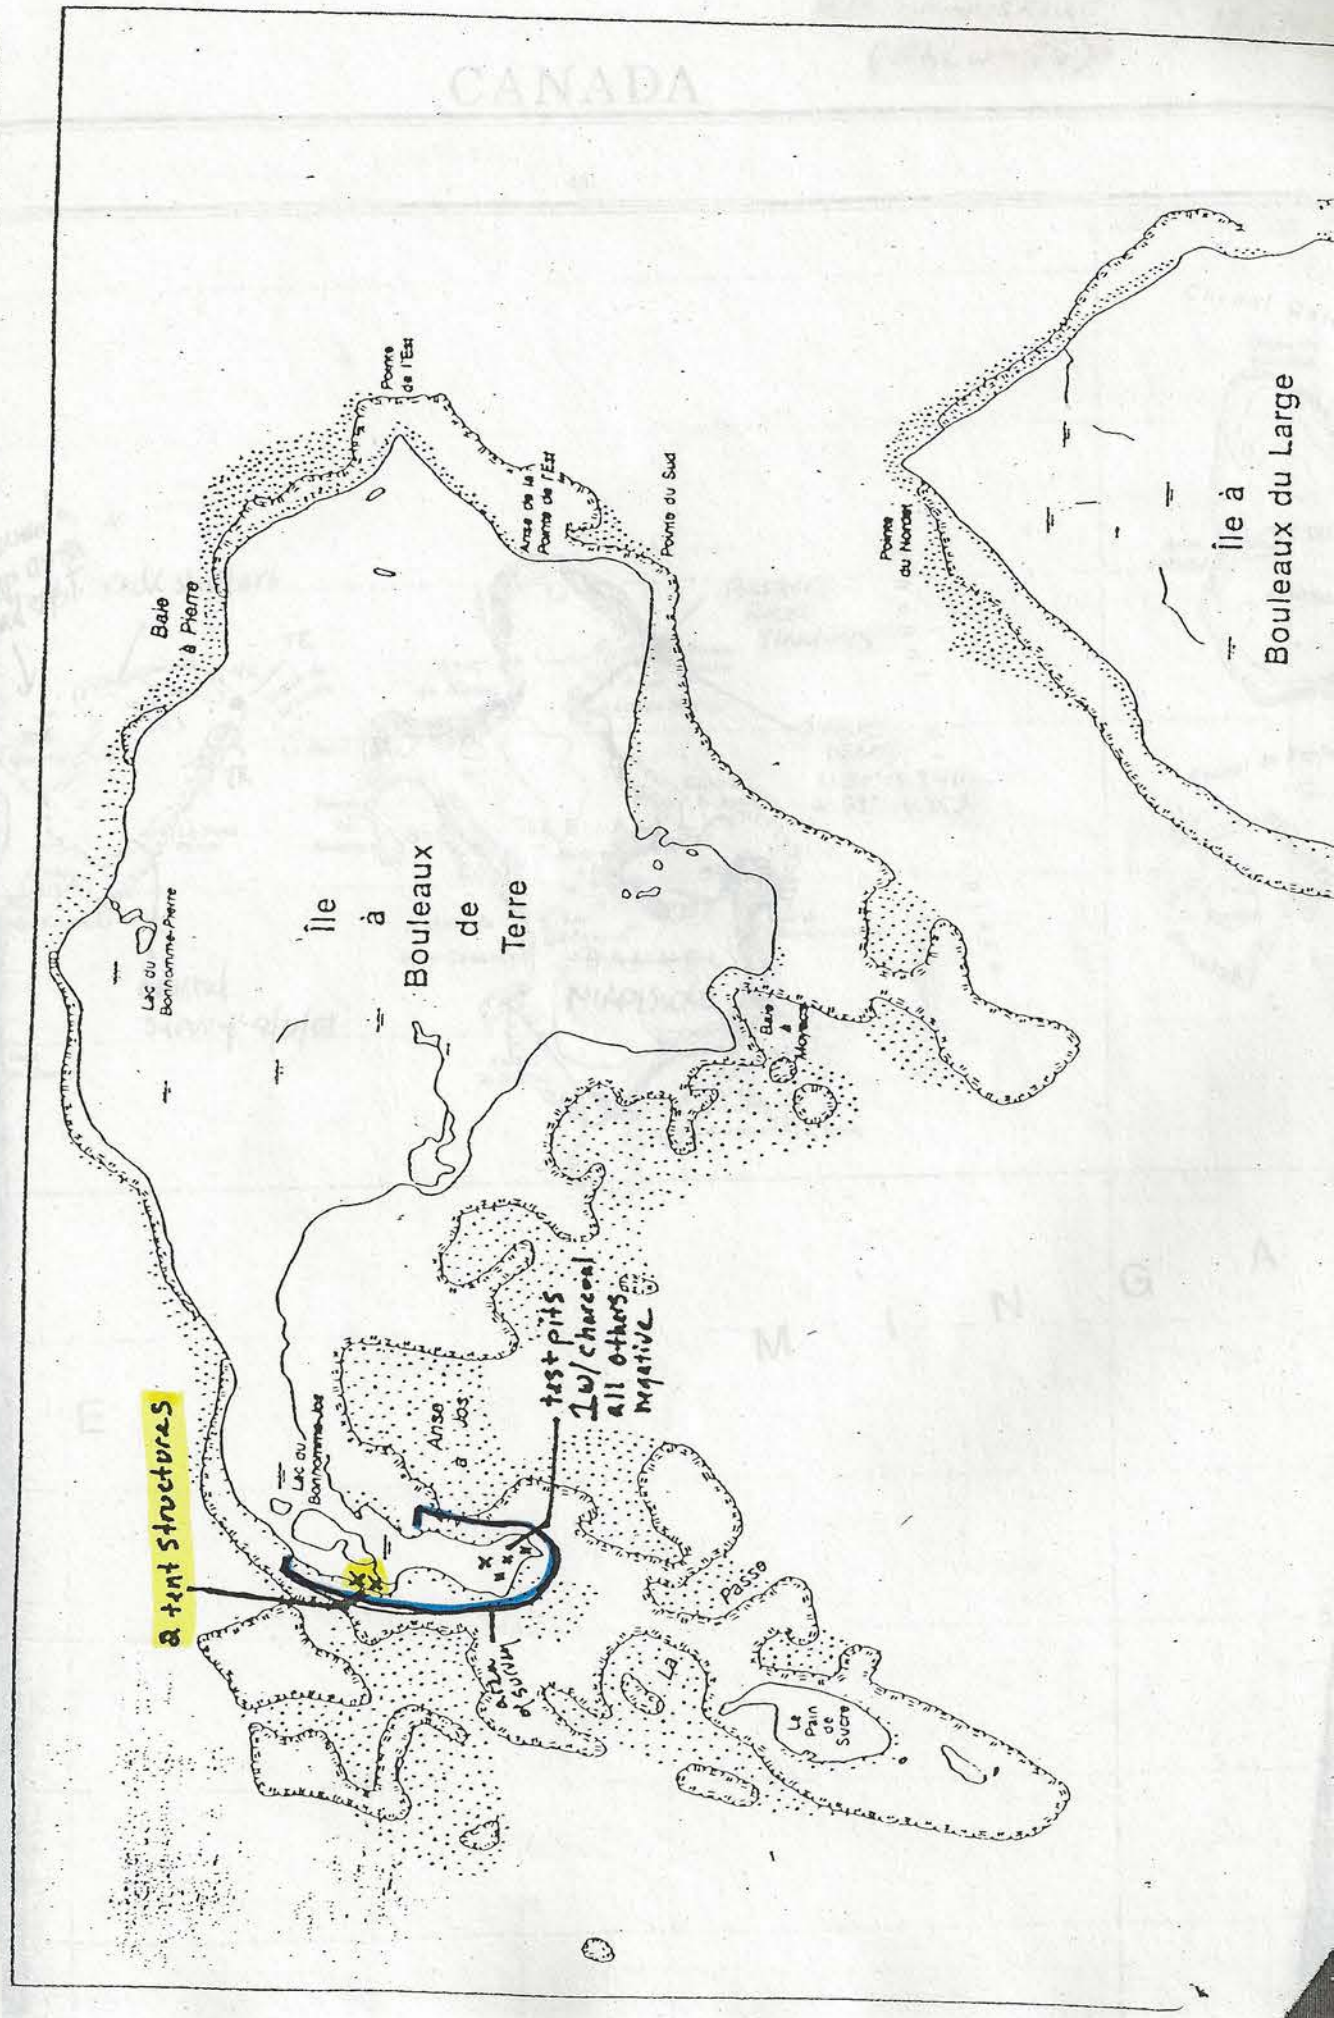 CANADA
2 tent structures
test pits
1 w/ charcoal
all others
negative
area
Pointe
de l'Est
Anse de la
Pointe de l'Est
Pointe du Sud
Baie
à Pierre
Lac du
Bonhomme-Pierre
Île
à
Bouleaux
de
Terre
Baie
à
Lac du
Bonhomme-Jos
Anse
à Jos
La
Passe
Le
Pain
de
Sucre
Pointe
du Nordet
Île à
Bouleaux du Large
M I N G A
E